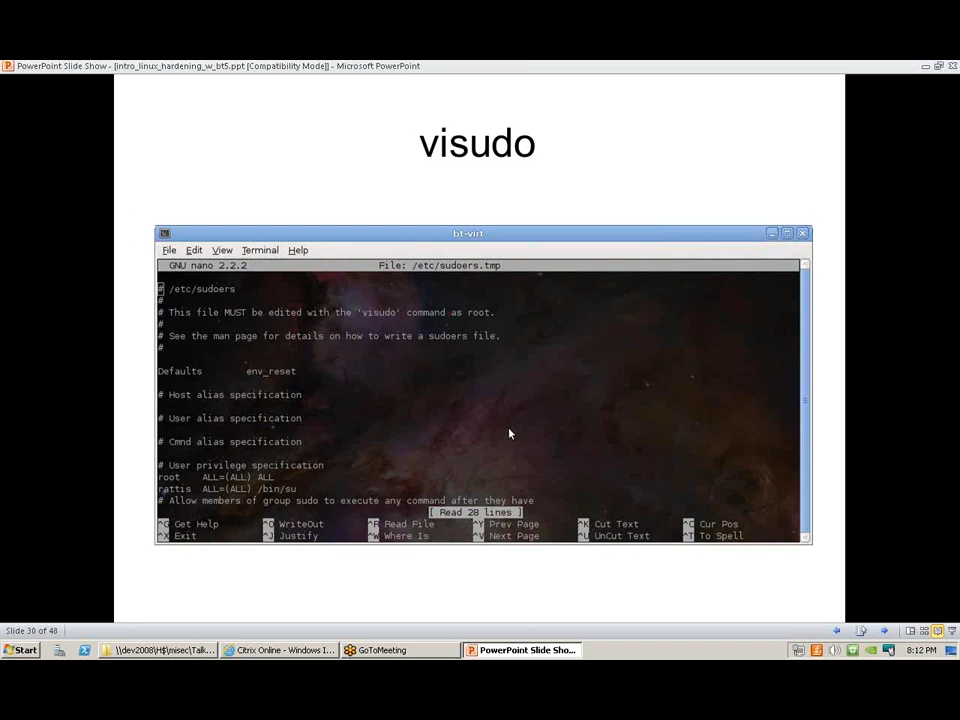 PowerPoint Slide Show - [intro_linux_hardening_w_bt5.ppt [Compatibility Mode]] - Microsoft PowerPoint
visudo
bt-virt
File Edit View Terminal Help
GNU nano 2.2.2 File: /etc/sudoers.tmp
# /etc/sudoers
#
# This file MUST be edited with the 'visudo' command as root.
#
# See the man page for details on how to write a sudoers file.
#
Defaults env_reset
# Host alias specification
# User alias specification
# Cmnd alias specification
# User privilege specification
root ALL=(ALL) ALL
rattis ALL=(ALL) /bin/su
# Allow members of group sudo to execute any command after they have
[ Read 28 lines ]
^G Get Help ^O WriteOut ^R Read File ^Y Prev Page ^K Cut Text ^C Cur Pos
^X Exit ^J Justify ^W Where Is ^V Next Page ^U UnCut Text ^T To Spell
Slide 30 of 48
Start \\dev2008\H$\misec\Talk... Citrix Online - Windows I... GoToMeeting PowerPoint Slide Sho... 8:12 PM